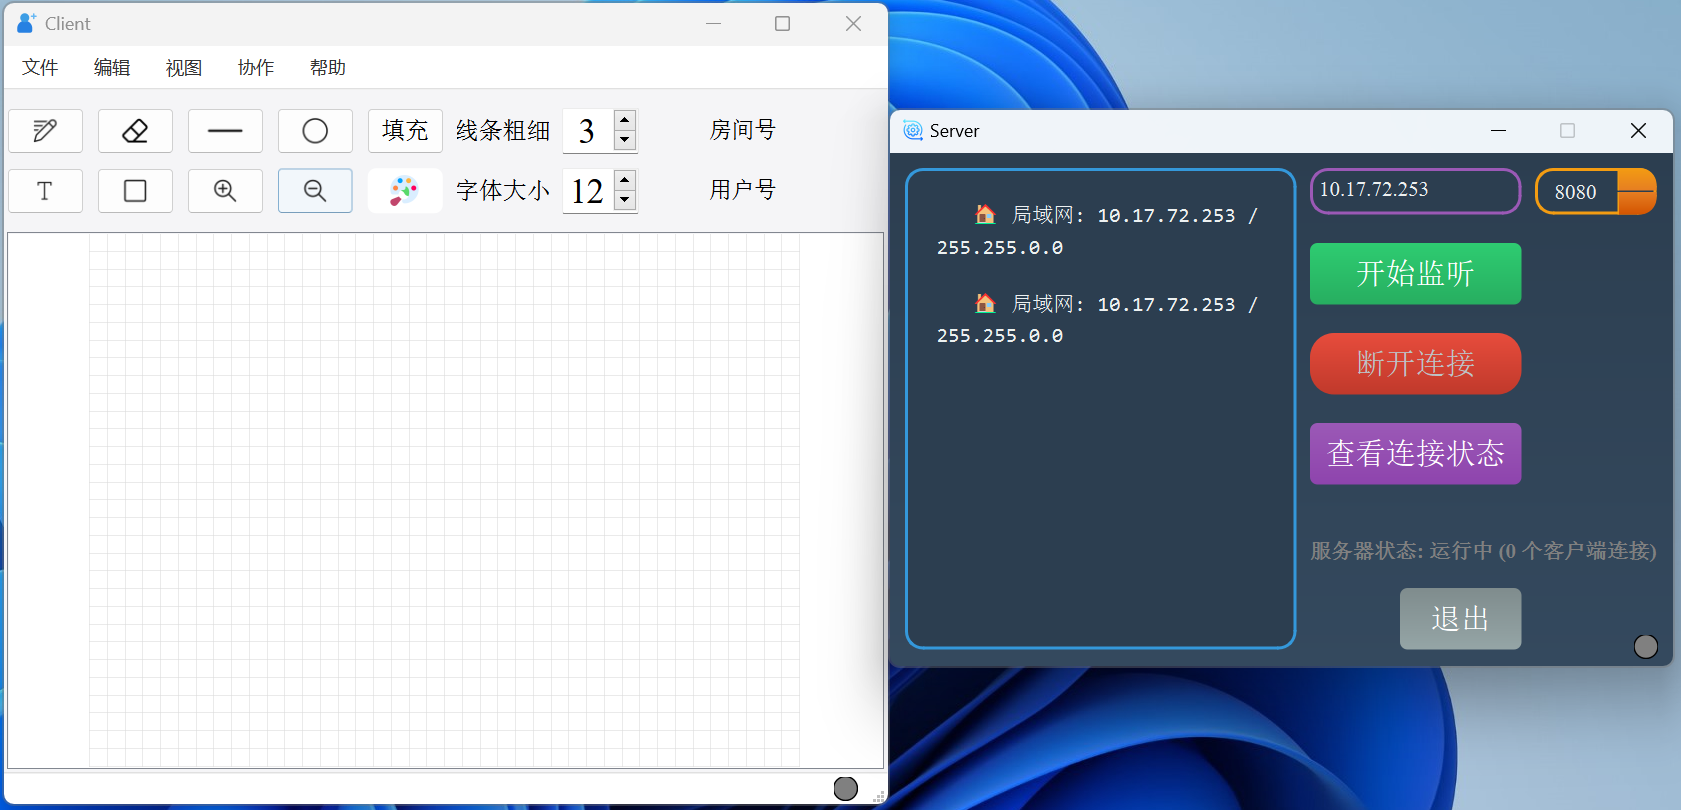 Client
文件 编辑 视图 协作 帮助
填充 线条粗细 3 房间号
T 字体大小 12 用户号
Server
🏠 局域网: 10.17.72.253 /
255.255.0.0
🏠 局域网: 10.17.72.253 /
255.255.0.0
10.17.72.253 8080
开始监听
断开连接
查看连接状态
服务器状态: 运行中 (0 个客户端连接)
退出